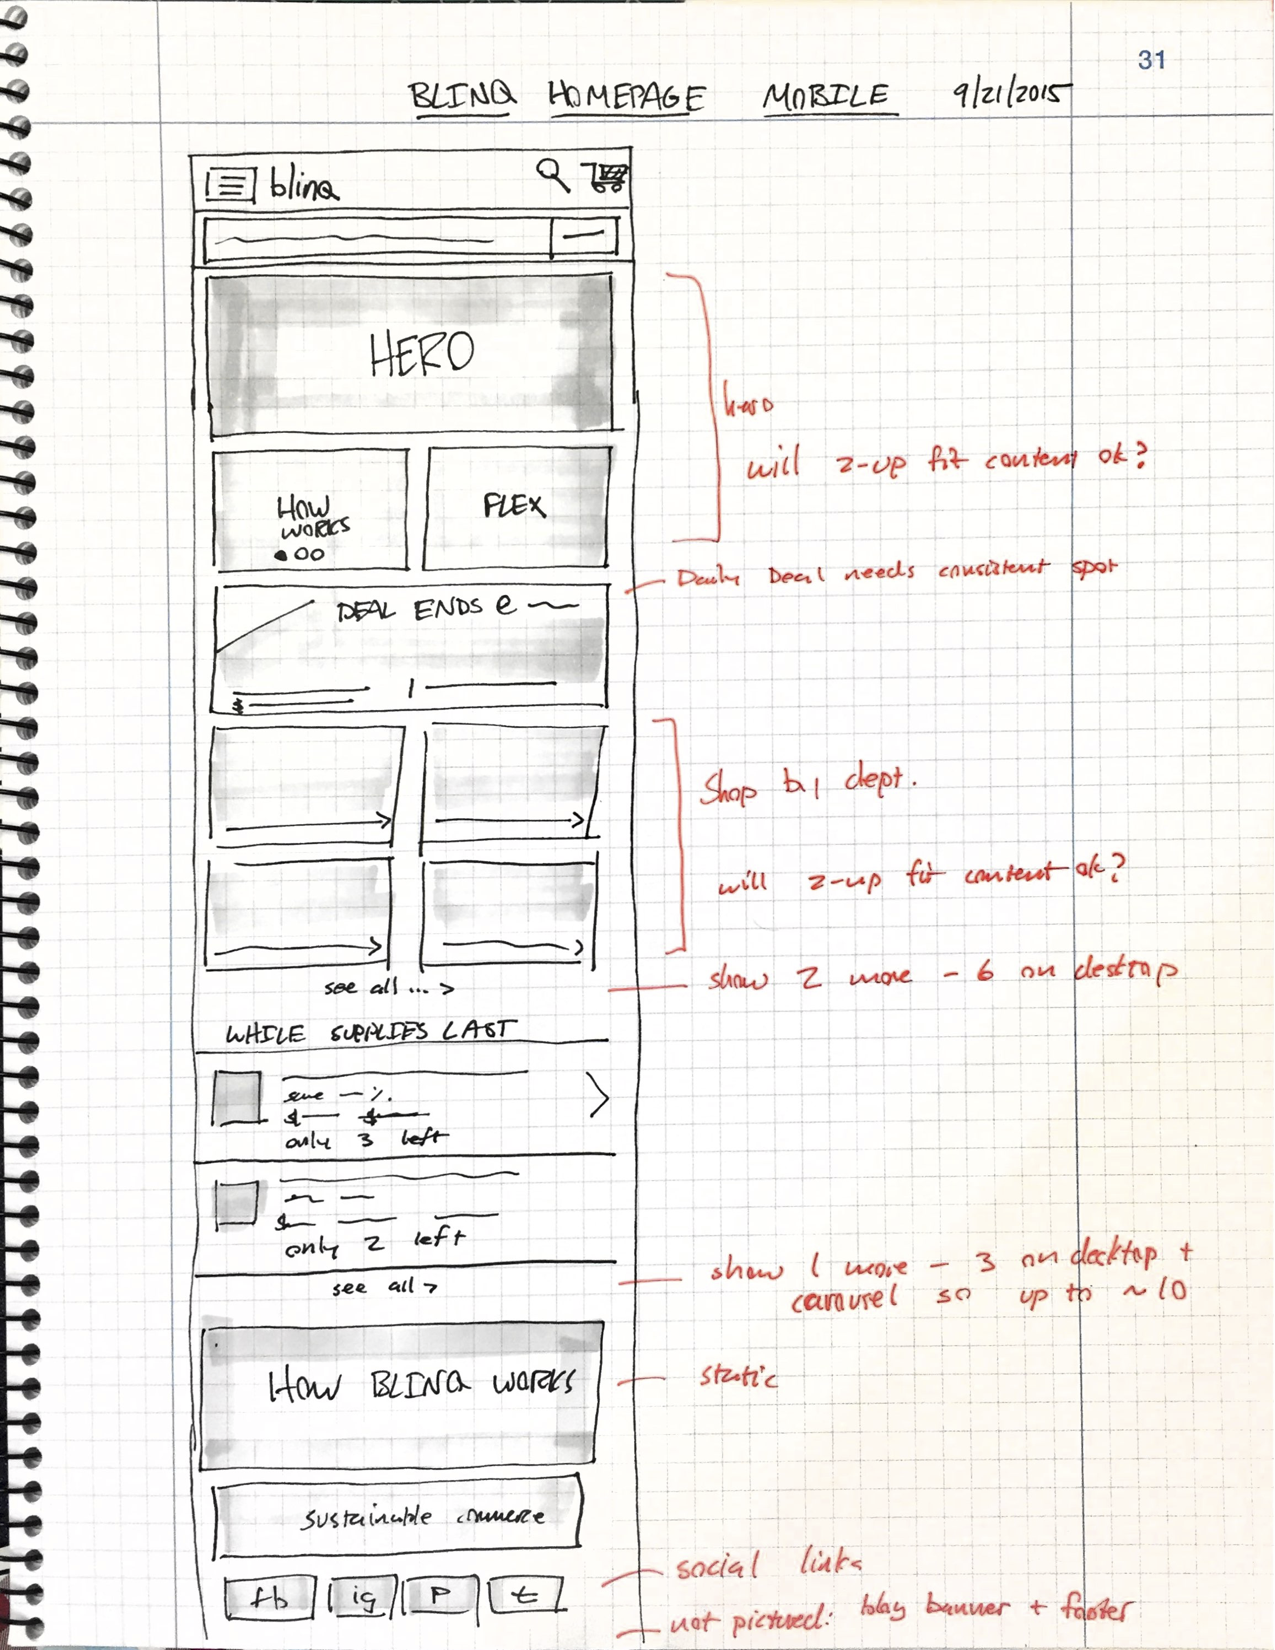 31
BLINQ HOMEPAGE MOBILE 9/21/2015
blinq
HERO
hero
will 2-up fit content ok?
HOW
WORKS
FLEX
Daily Deal needs consistent spot
DEAL ENDS @
$
Shop by dept.
will 2-up fit content ok?
see all ... >
show 2 more - 6 on desktop
WHILE SUPPLIES LAST
save — %
$ $
only 3 left
$
only 2 left
show 1 more - 3 on desktop +
carousel so up to ~10
see all >
HOW BLINQ WORKS
static
sustainable commerce
social links
fb ig P t
not pictured: banner + footer